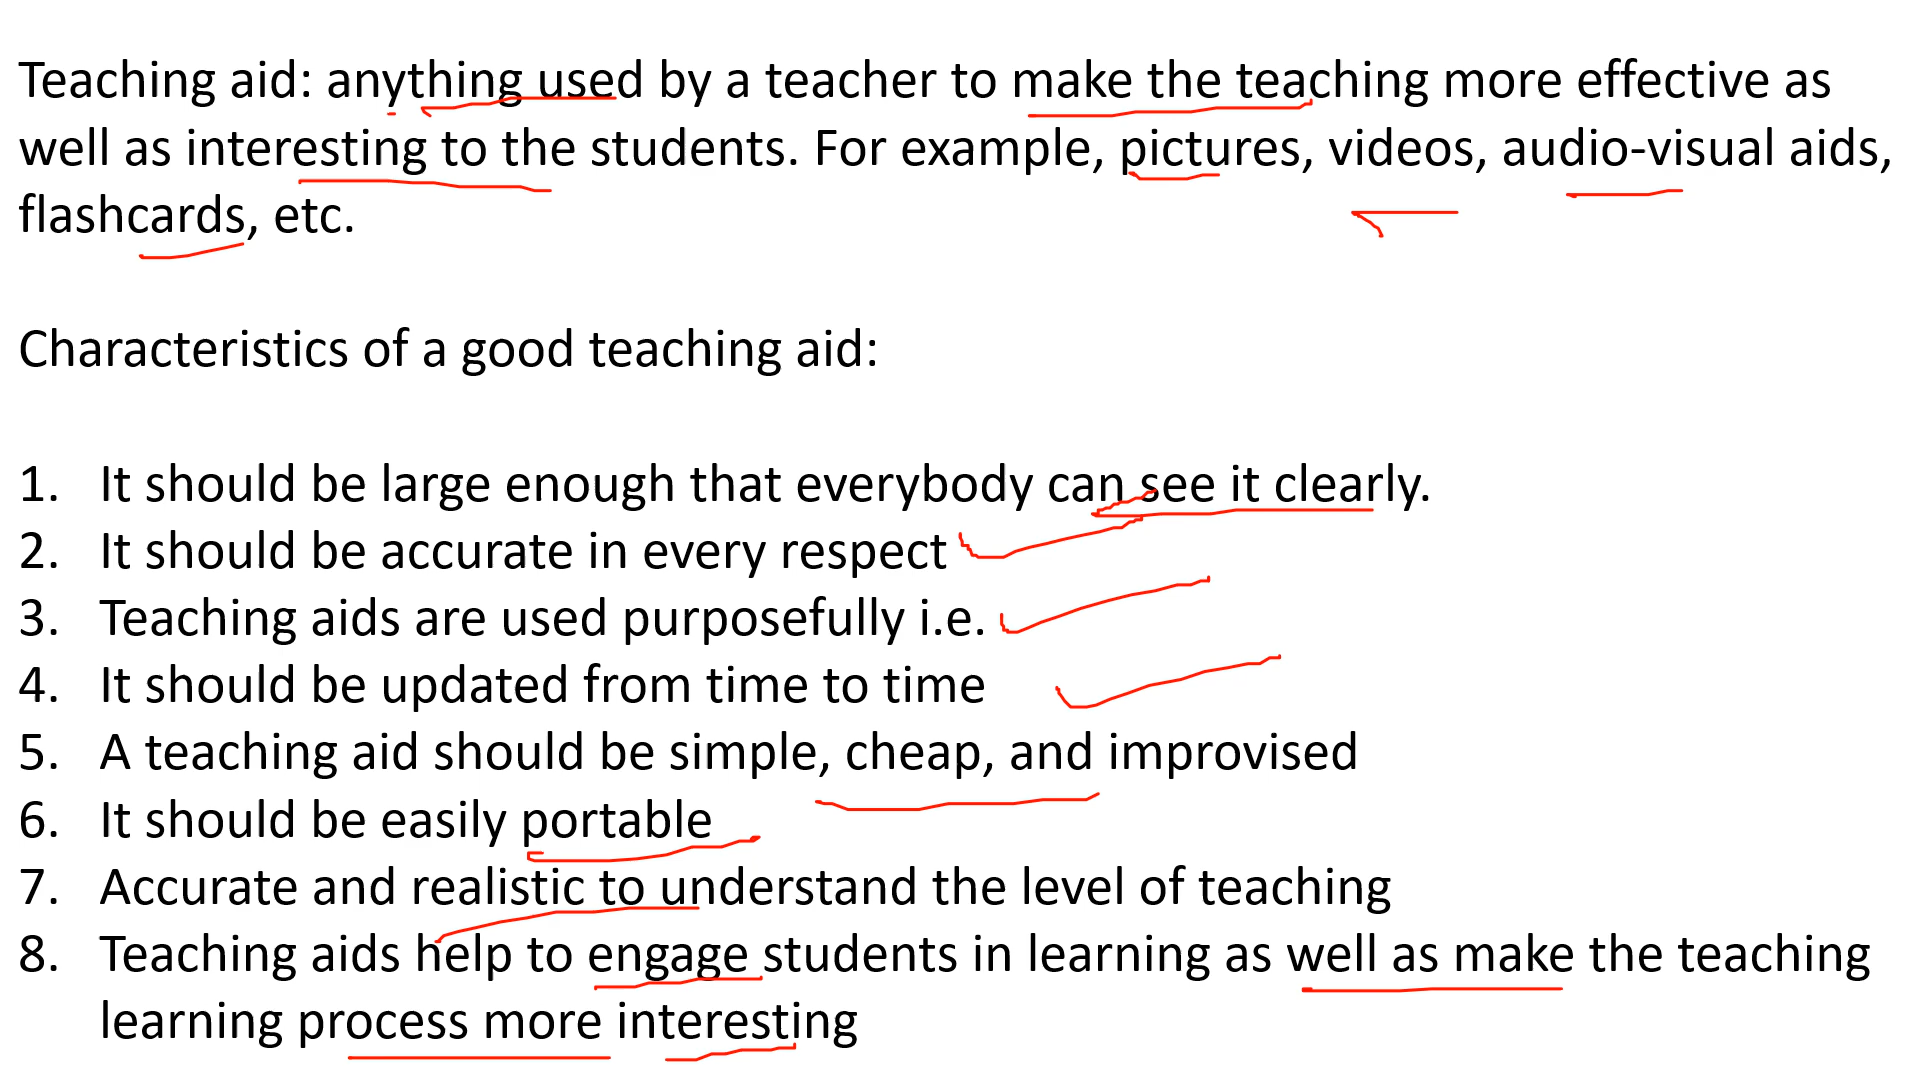 Teaching aid: anything used by a teacher to make the teaching more effective as
well as interesting to the students. For example, pictures, videos, audio-visual aids,
flashcards, etc.
Characteristics of a good teaching aid:
1. It should be large enough that everybody can see it clearly.
2. It should be accurate in every respect
3. Teaching aids are used purposefully i.e.
4. It should be updated from time to time
5. A teaching aid should be simple, cheap, and improvised
6. It should be easily portable
7. Accurate and realistic to understand the level of teaching
8. Teaching aids help to engage students in learning as well as make the teaching
learning process more interesting